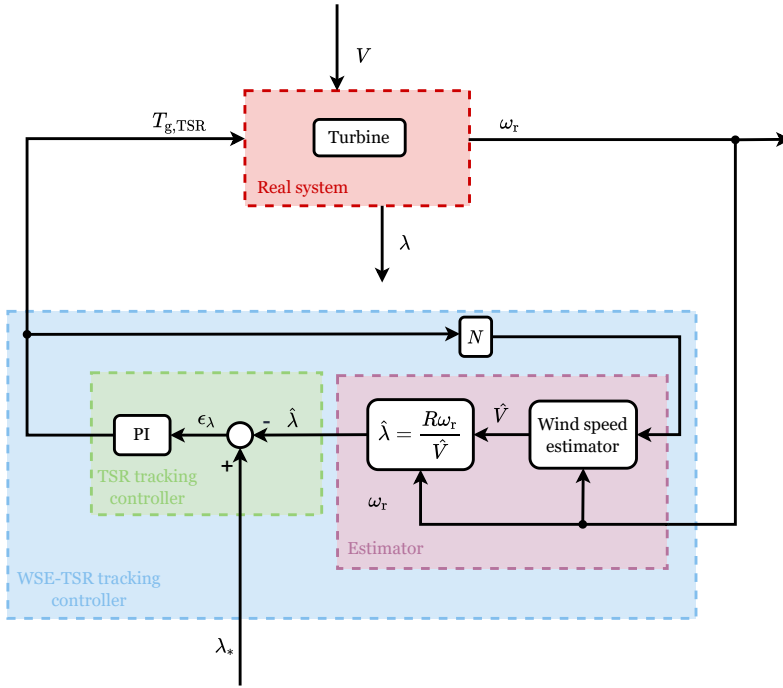 V
T_{g,TSR}
Turbine
ω_r
Real system
λ
N
PI
ϵ_λ
-
+
λ̂
λ̂ = Rω_r / V̂
V̂
Wind speed
estimator
TSR tracking
controller
ω_r
Estimator
WSE-TSR tracking
controller
λ_*